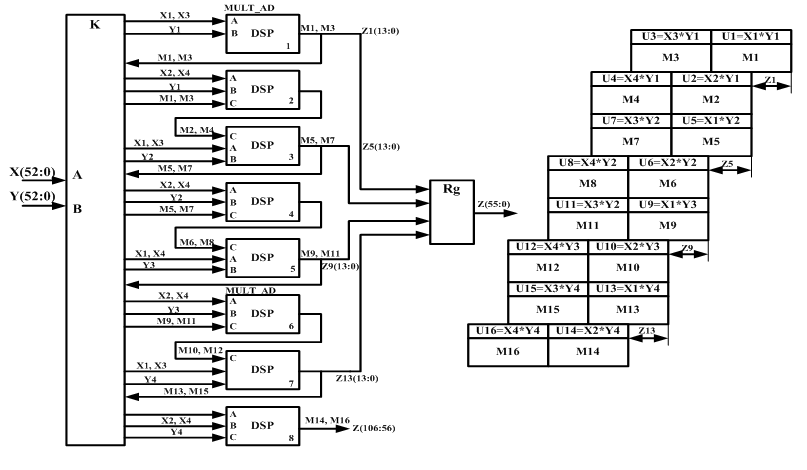 K
X(52:0)
Y(52:0)
A
B
MULT_AD
X1, X3
Y1
A
B
DSP
1
M1, M3
Z1(13:0)
M1, M3
X2, X4
Y1
M1, M3
A
B
C
DSP
2
M2, M4
X1, X3
Y2
C
A
B
DSP
3
M5, M7
Z5(13:0)
M5, M7
X2, X4
Y2
M5, M7
A
B
C
DSP
4
M6, M8
X1, X4
Y3
C
A
B
DSP
5
M9, M11
Z9(13:0)
MULT_AD
X2, X4
Y3
M9, M11
A
B
C
DSP
6
M10, M12
X1, X3
Y4
C
DSP
7
Z13(13:0)
M13, M15
X2, X4
Y4
A
B
C
DSP
8
M14, M16
Z(106:56)
Rg
Z(55:0)
U3=X3*Y1 U1=X1*Y1
M3 M1
U4=X4*Y1 U2=X2*Y1 Z1
M4 M2
U7=X3*Y2 U5=X1*Y2
M7 M5
U8=X4*Y2 U6=X2*Y2 Z5
M8 M6
U11=X3*Y2 U9=X1*Y3
M11 M9
U12=X4*Y3 U10=X2*Y3 Z9
M12 M10
U15=X3*Y4 U13=X1*Y4
M15 M13
U16=X4*Y4 U14=X2*Y4 Z13
M16 M14